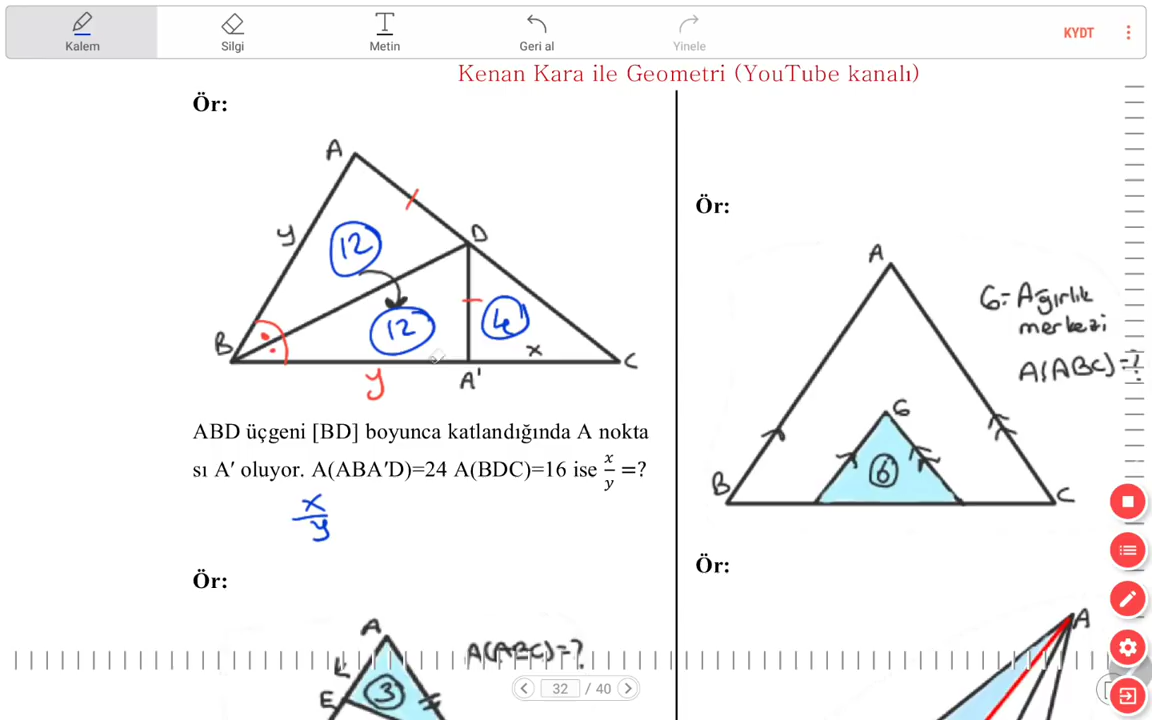 Kalem
Silgi
Metin
Geri al
Yinele
KYDT
Kenan Kara ile Geometri (YouTube kanalı)
Ör:
A
y
12
D
12
4
B
x
C
y
A'
ABD üçgeni [BD] boyunca katlandığında A nokta
sı A′ oluyor. A(ABA′D)=24 A(BDC)=16 ise x/y =?
x/y
Ör:
A
A(ABC)=?
3
E
Ör:
A
G= Ağırlık
merkezi
A(ABC)=?
G
6
B
C
Ör:
A
32 / 40